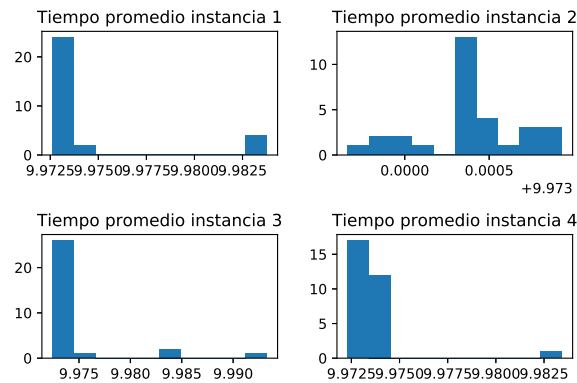 Tiempo promedio instancia 1
20
10
0
9.9725 9.9750 9.9775 9.9800 9.9825
Tiempo promedio instancia 2
10
5
0
0.0000 0.0005
+9.973
Tiempo promedio instancia 3
20
10
0
9.975 9.980 9.985 9.990
Tiempo promedio instancia 4
15
10
5
0
9.9725 9.9750 9.9775 9.9800 9.9825